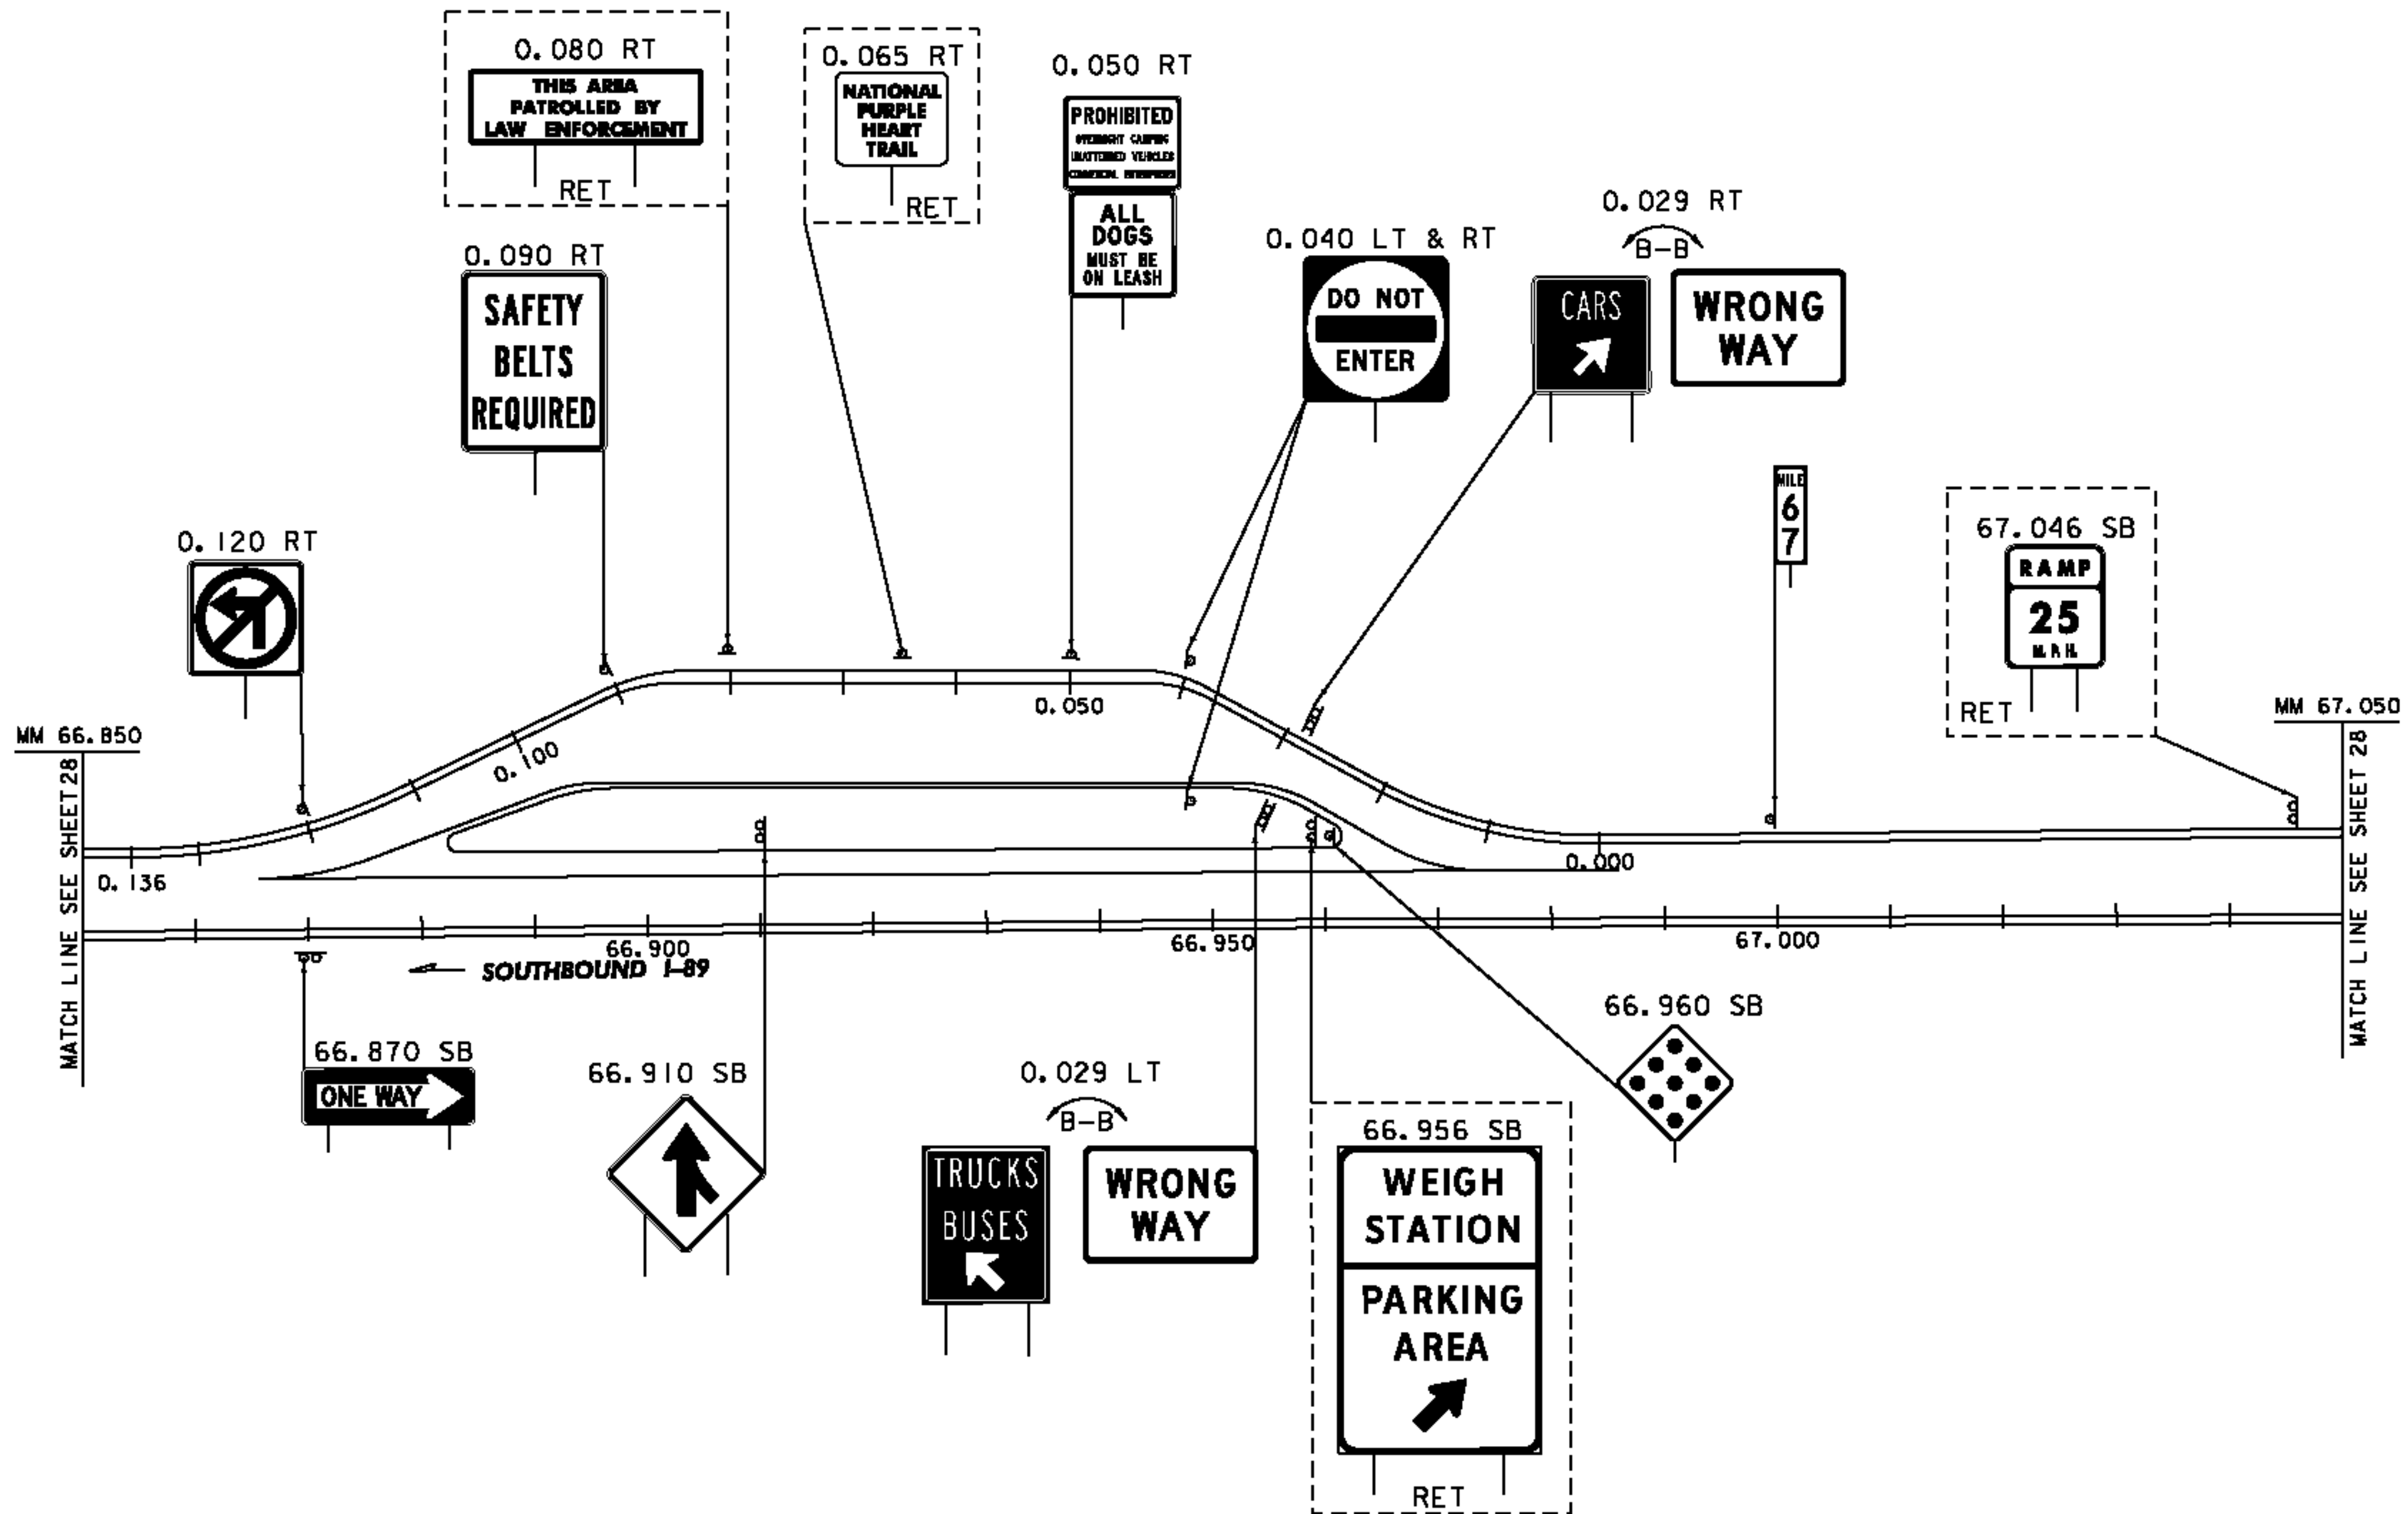 0.080 RT
THIS AREA
PATROLLED BY
LAW ENFORCEMENT
RET
0.065 RT
NATIONAL
PURPLE
HEART
TRAIL
RET
0.050 RT
PROHIBITED
OVERNIGHT CAMPING
UNATTENDED VEHICLES
COMMERCIAL ENTERPRISES
ALL
DOGS
MUST BE
ON LEASH
0.090 RT
SAFETY
BELTS
REQUIRED
0.040 LT & RT
DO NOT
ENTER
0.029 RT
B-B
CARS
WRONG
WAY
MILE
6
7
67.046 SB
RAMP
25
M.P.H.
RET
0.120 RT
MM 66.850
MATCH LINE SEE SHEET 28
MM 67.050
MATCH LINE SEE SHEET 28
0.136
0.100
0.050
0.000
66.900
66.950
67.000
SOUTHBOUND I-89
66.870 SB
ONE WAY
66.910 SB
0.029 LT
B-B
TRUCKS
BUSES
WRONG
WAY
66.956 SB
WEIGH
STATION
PARKING
AREA
RET
66.960 SB